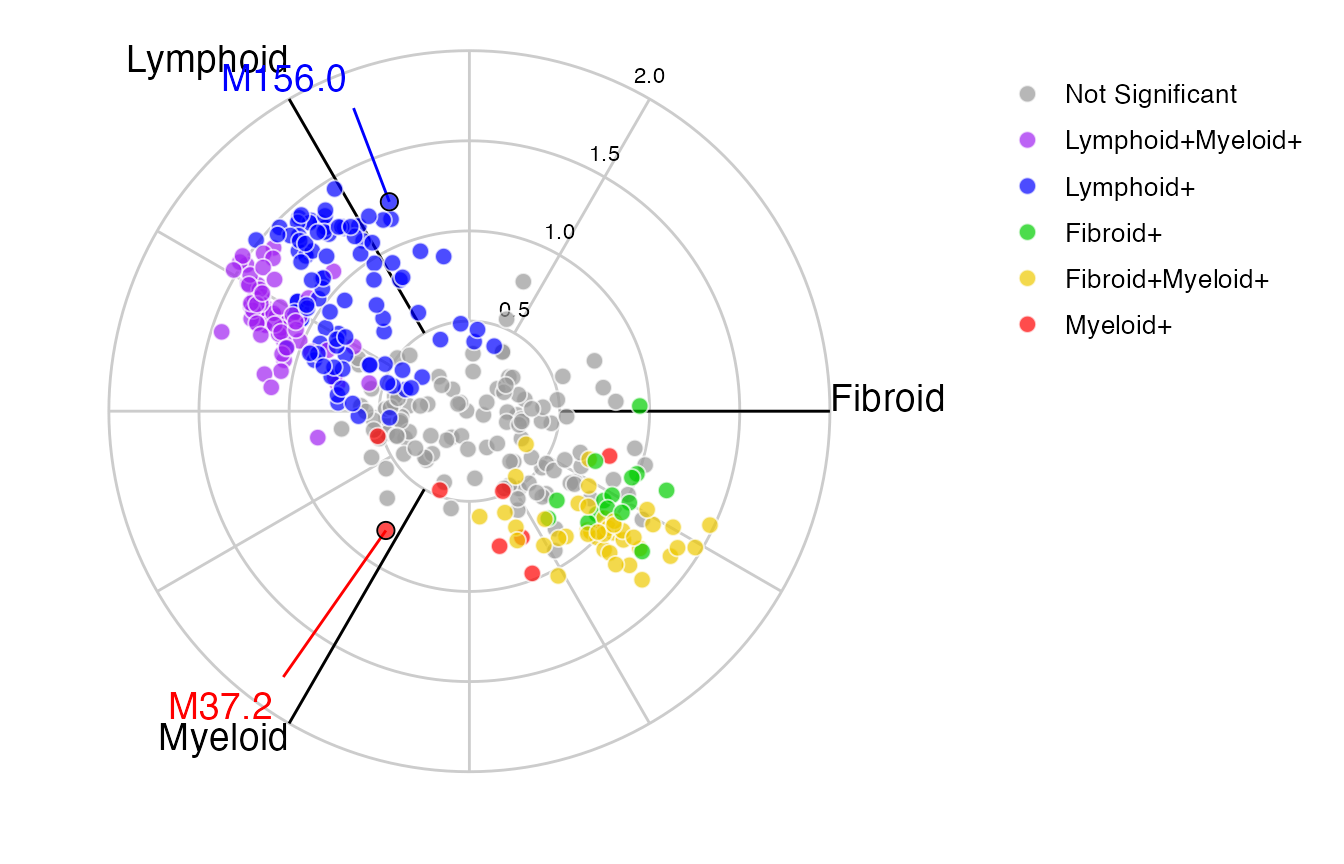 Lymphoid
M156.0
2.0
1.5
1.0
0.5
Fibroid
M37.2
Myeloid
Not Significant
Lymphoid+Myeloid+
Lymphoid+
Fibroid+
Fibroid+Myeloid+
Myeloid+